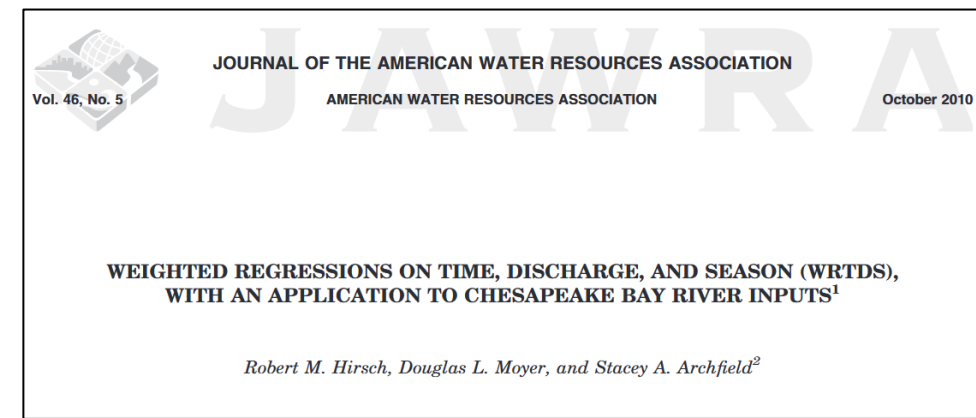 JAWRA
JOURNAL OF THE AMERICAN WATER RESOURCES ASSOCIATION
Vol. 46, No. 5 AMERICAN WATER RESOURCES ASSOCIATION October 2010
WEIGHTED REGRESSIONS ON TIME, DISCHARGE, AND SEASON (WRTDS),
WITH AN APPLICATION TO CHESAPEAKE BAY RIVER INPUTS¹
Robert M. Hirsch, Douglas L. Moyer, and Stacey A. Archfield²